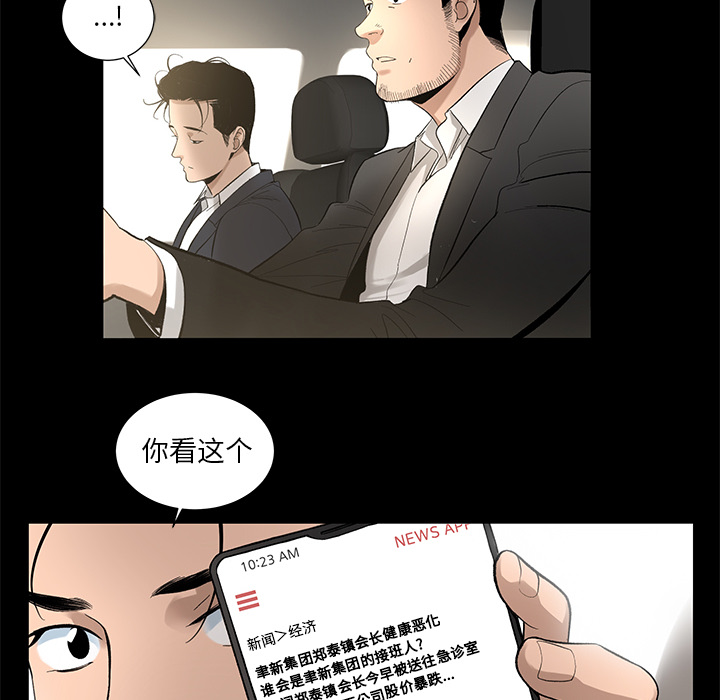 ...!
你看这个
10:23 AM
NEWS APP
新闻>经济
聿新集团郑泰镇会长健康恶化
谁会是聿新集团的接班人?
郑泰镇会长今早被送往急诊室
公司股价暴跌...